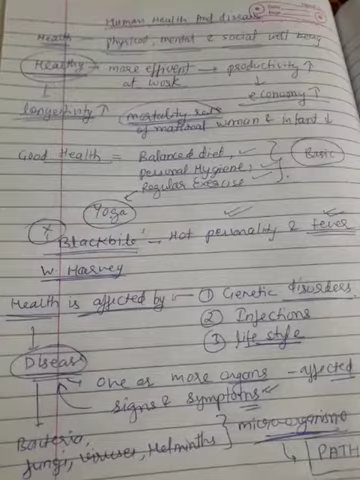 Human Health And disease
Health — physical, mental & social well being
Healthy → more efficient → productivity ↑
at work
↓
economy ↑
longetivity ↑ mortality rate
of maternal woman & infant ↓
Good Health = Balanced diet, ✓
personal Hygiene, ✓
Regular Exercise ✓
Basic
Yoga
X
'Blackbile' — Hot personality & fever
W Harvey
Health is affected by :— ① Genetic disorders
② Infections
③ life style
Disease
one or more organs - affected
signs & symptoms
Bacteria,
fungi, viruses, Helminths } microorganisms
↳ PATH